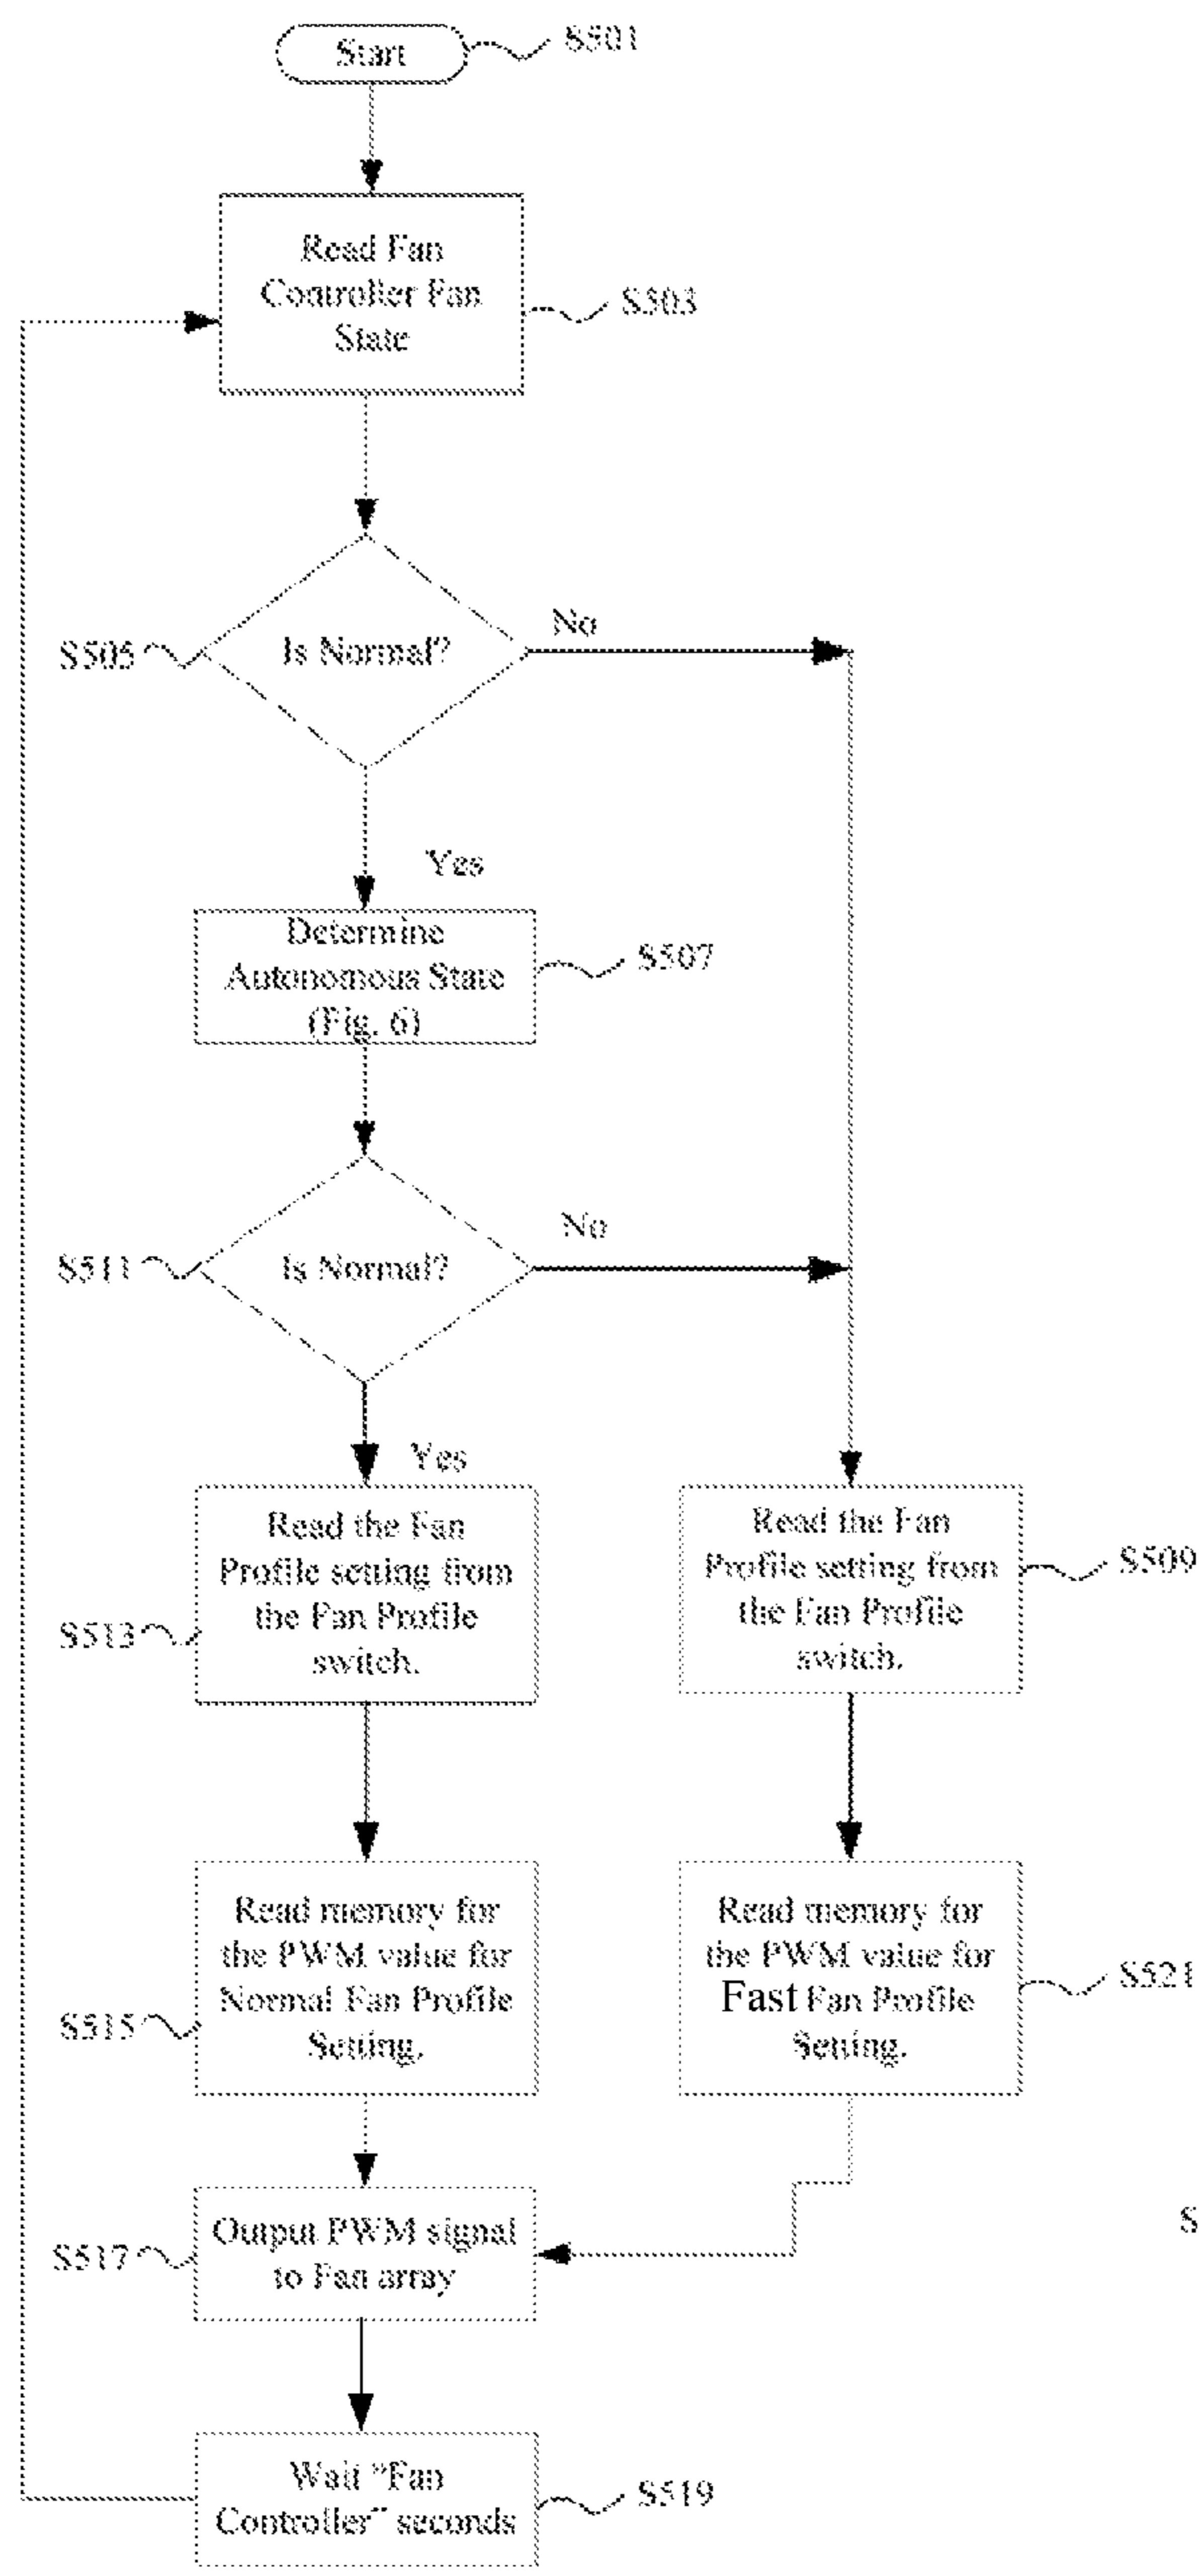 Start
S501
Read Fan
Controller Fan
State
S503
Is Normal?
No
S505
Yes
Determine
Autonomous State
(Fig. 6)
S507
Is Normal?
No
S511
Yes
Read the Fan
Profile setting from
the Fan Profile
switch.
S513
Read the Fan
Profile setting from
the Fan Profile
switch.
S509
Read memory for
the PWM value for
Normal Fan Profile
Setting.
S515
Read memory for
the PWM value for
Fast Fan Profile
Setting.
S521
Output PWM signal
to Fan array
S517
S
Wait "Fan
Controller" seconds
S519